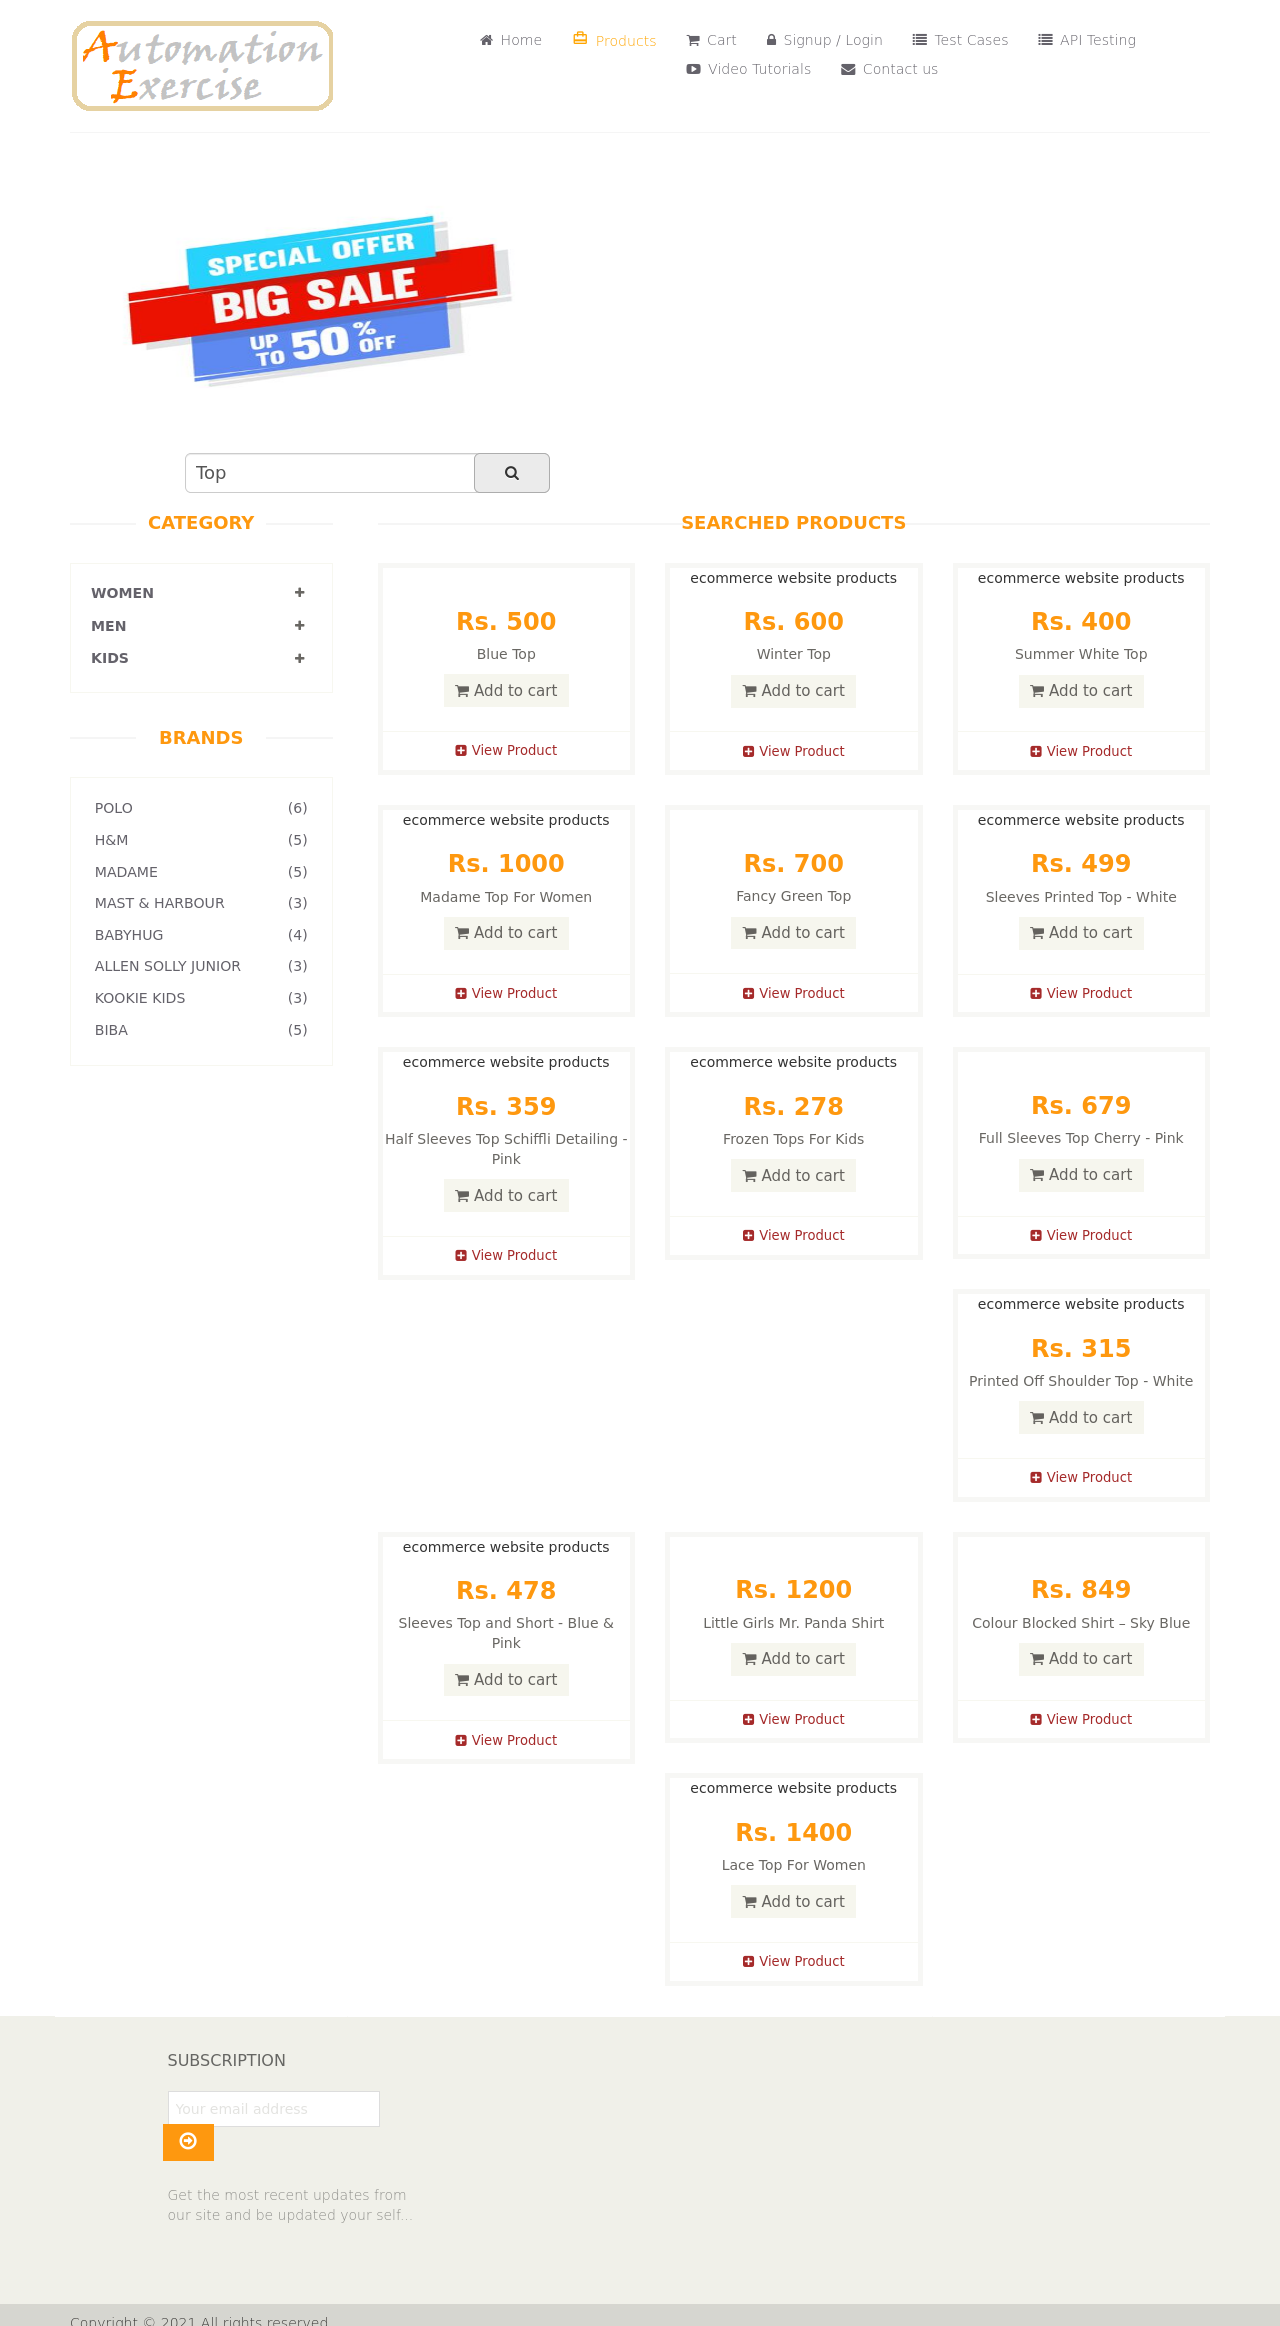 Automation
Exercise
Home
Products
Cart
Signup / Login
Test Cases
API Testing
Video Tutorials
Contact us
SPECIAL OFFER
BIG SALE
UP TO 50% OFF
Top
CATEGORY
WOMEN
MEN
KIDS
BRANDS
POLO (6)
H&M (5)
MADAME (5)
MAST & HARBOUR (3)
BABYHUG (4)
ALLEN SOLLY JUNIOR (3)
KOOKIE KIDS (3)
BIBA (5)
SEARCHED PRODUCTS
Rs. 500
Blue Top
Add to cart
View Product
ecommerce website products
Rs. 600
Winter Top
Add to cart
View Product
ecommerce website products
Rs. 400
Summer White Top
Add to cart
View Product
ecommerce website products
Rs. 1000
Madame Top For Women
Add to cart
View Product
Rs. 700
Fancy Green Top
Add to cart
View Product
ecommerce website products
Rs. 499
Sleeves Printed Top - White
Add to cart
View Product
ecommerce website products
Rs. 359
Half Sleeves Top Schiffli Detailing -
Pink
Add to cart
View Product
ecommerce website products
Rs. 278
Frozen Tops For Kids
Add to cart
View Product
Rs. 679
Full Sleeves Top Cherry - Pink
Add to cart
View Product
ecommerce website products
Rs. 315
Printed Off Shoulder Top - White
Add to cart
View Product
ecommerce website products
Rs. 478
Sleeves Top and Short - Blue &
Pink
Add to cart
View Product
Rs. 1200
Little Girls Mr. Panda Shirt
Add to cart
View Product
Rs. 849
Colour Blocked Shirt – Sky Blue
Add to cart
View Product
ecommerce website products
Rs. 1400
Lace Top For Women
Add to cart
View Product
SUBSCRIPTION
Your email address
Get the most recent updates from
our site and be updated your self...
Copyright © 2021 All rights reserved